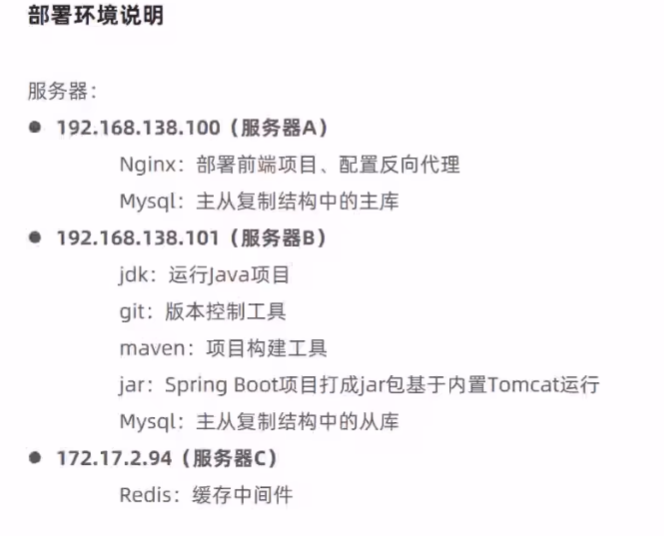 部署环境说明
服务器：
● 192.168.138.100（服务器A）
Nginx：部署前端项目、配置反向代理
Mysql：主从复制结构中的主库
● 192.168.138.101（服务器B）
jdk：运行Java项目
git：版本控制工具
maven：项目构建工具
jar：Spring Boot项目打成jar包基于内置Tomcat运行
Mysql：主从复制结构中的从库
● 172.17.2.94（服务器C）
Redis：缓存中间件